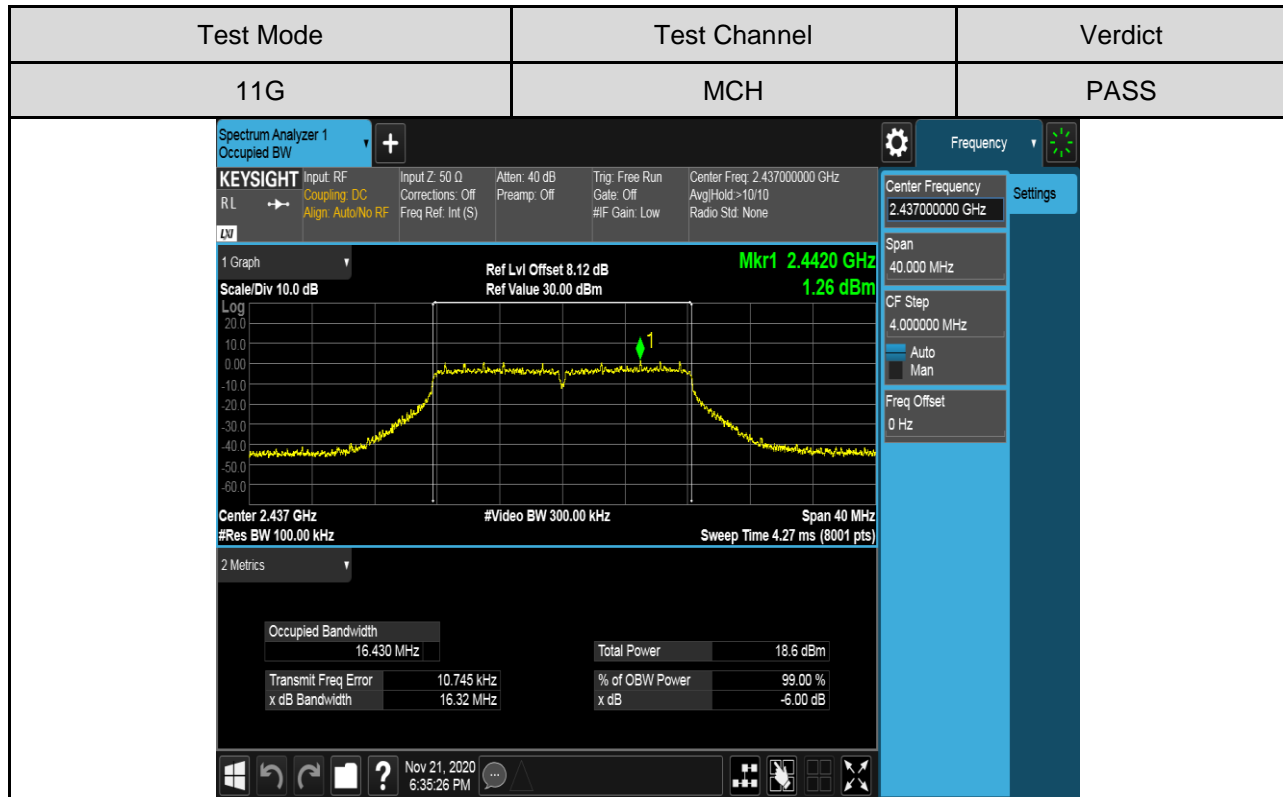 Test Mode Test Channel Verdict
11G MCH PASS
Spectrum Analyzer 1
Occupied BW
+
Frequency
KEYSIGHT Input: RF Input Z: 50 Ω Atten: 40 dB Trig: Free Run Center Freq: 2.437000000 GHz
RL Coupling: DC Corrections: Off Preamp: Off Gate: Off Avg|Hold:>10/10
Align: Auto/No RF Freq Ref: Int (S) #IF Gain: Low Radio Std: None
LXI
Center Frequency
2.437000000 GHz
Settings
Span
40.000 MHz
CF Step
4.000000 MHz
Auto
Man
Freq Offset
0 Hz
1 Graph Ref Lvl Offset 8.12 dB Mkr1 2.4420 GHz
Scale/Div 10.0 dB Ref Value 30.00 dBm 1.26 dBm
Log
20.0
10.0
1
0.00
-10.0
-20.0
-30.0
-40.0
-50.0
-60.0
Center 2.437 GHz #Video BW 300.00 kHz Span 40 MHz
#Res BW 100.00 kHz Sweep Time 4.27 ms (8001 pts)
2 Metrics
Occupied Bandwidth
16.430 MHz Total Power 18.6 dBm
Transmit Freq Error 10.745 kHz % of OBW Power 99.00 %
x dB Bandwidth 16.32 MHz x dB -6.00 dB
? Nov 21, 2020
6:35:26 PM